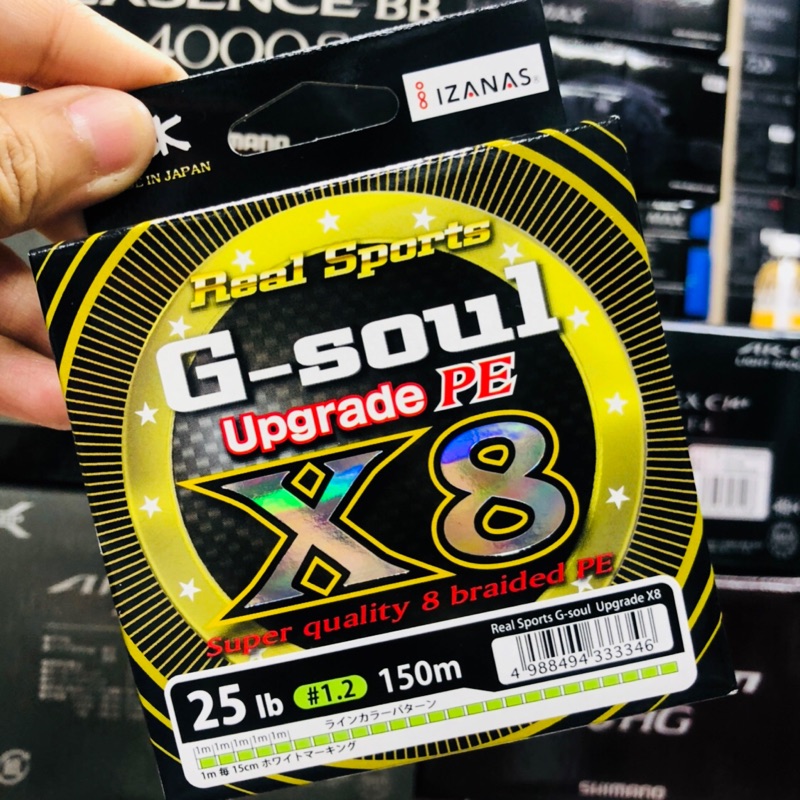 4000
IZANAS
IN JAPAN
Real Sports
G-soul
Upgrade PE
X8
Super quality 8 braided PE
Real Sports G-soul Upgrade X8
4 988494 333346
25 lb #1.2 150m
ラインカラーパターン
1m 1m 1m 1m 1m
1m 毎 15cm ホワイトマーキング
SHIMANO